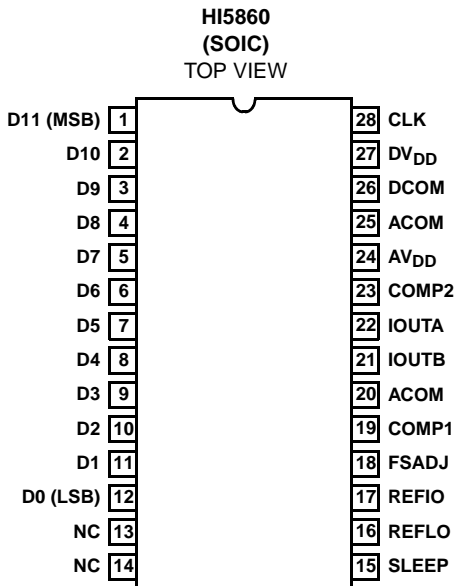 HI5860
(SOIC)
TOP VIEW
D11 (MSB) 1 28 CLK
D10 2 27 DVDD
D9 3 26 DCOM
D8 4 25 ACOM
D7 5 24 AVDD
D6 6 23 COMP2
D5 7 22 IOUTA
D4 8 21 IOUTB
D3 9 20 ACOM
D2 10 19 COMP1
D1 11 18 FSADJ
D0 (LSB) 12 17 REFIO
NC 13 16 REFLO
NC 14 15 SLEEP